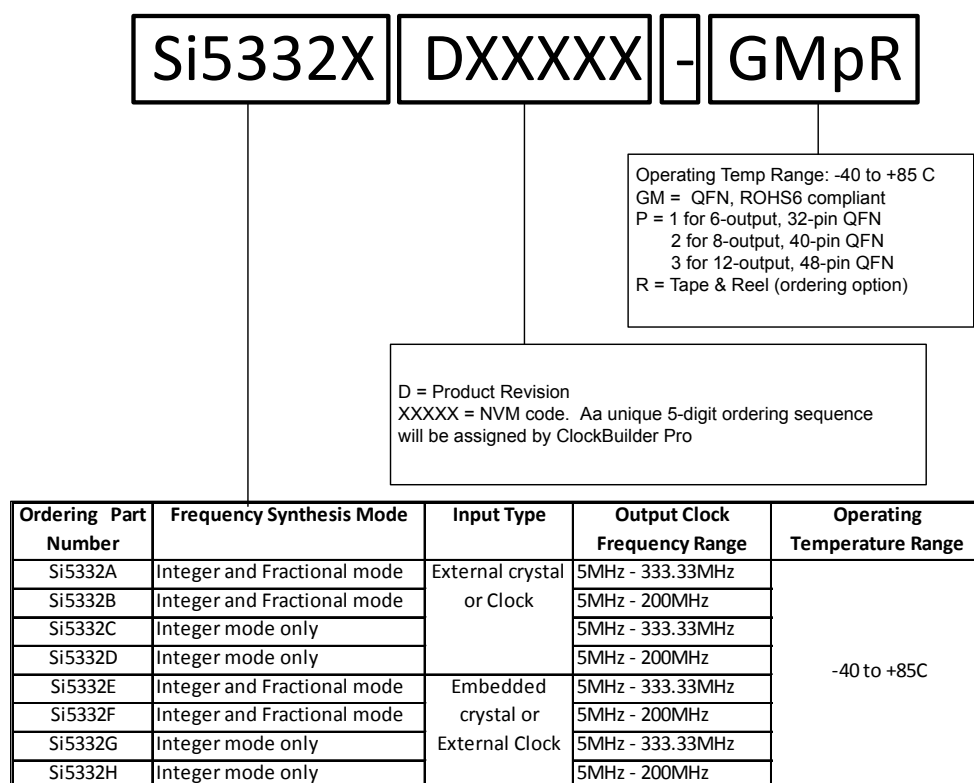 Si5332X DXXXXX - GMpR
Operating Temp Range: -40 to +85 C
GM = QFN, ROHS6 compliant
P = 1 for 6-output, 32-pin QFN
2 for 8-output, 40-pin QFN
3 for 12-output, 48-pin QFN
R = Tape & Reel (ordering option)
D = Product Revision
XXXXX = NVM code. Aa unique 5-digit ordering sequence
will be assigned by ClockBuilder Pro
Ordering Part Frequency Synthesis Mode Input Type Output Clock Operating
Number Frequency Range Temperature Range
Si5332A Integer and Fractional mode External crystal 5MHz - 333.33MHz
Si5332B Integer and Fractional mode or Clock 5MHz - 200MHz
Si5332C Integer mode only 5MHz - 333.33MHz
Si5332D Integer mode only 5MHz - 200MHz
-40 to +85C
Si5332E Integer and Fractional mode Embedded 5MHz - 333.33MHz
Si5332F Integer and Fractional mode crystal or 5MHz - 200MHz
Si5332G Integer mode only External Clock 5MHz - 333.33MHz
Si5332H Integer mode only 5MHz - 200MHz